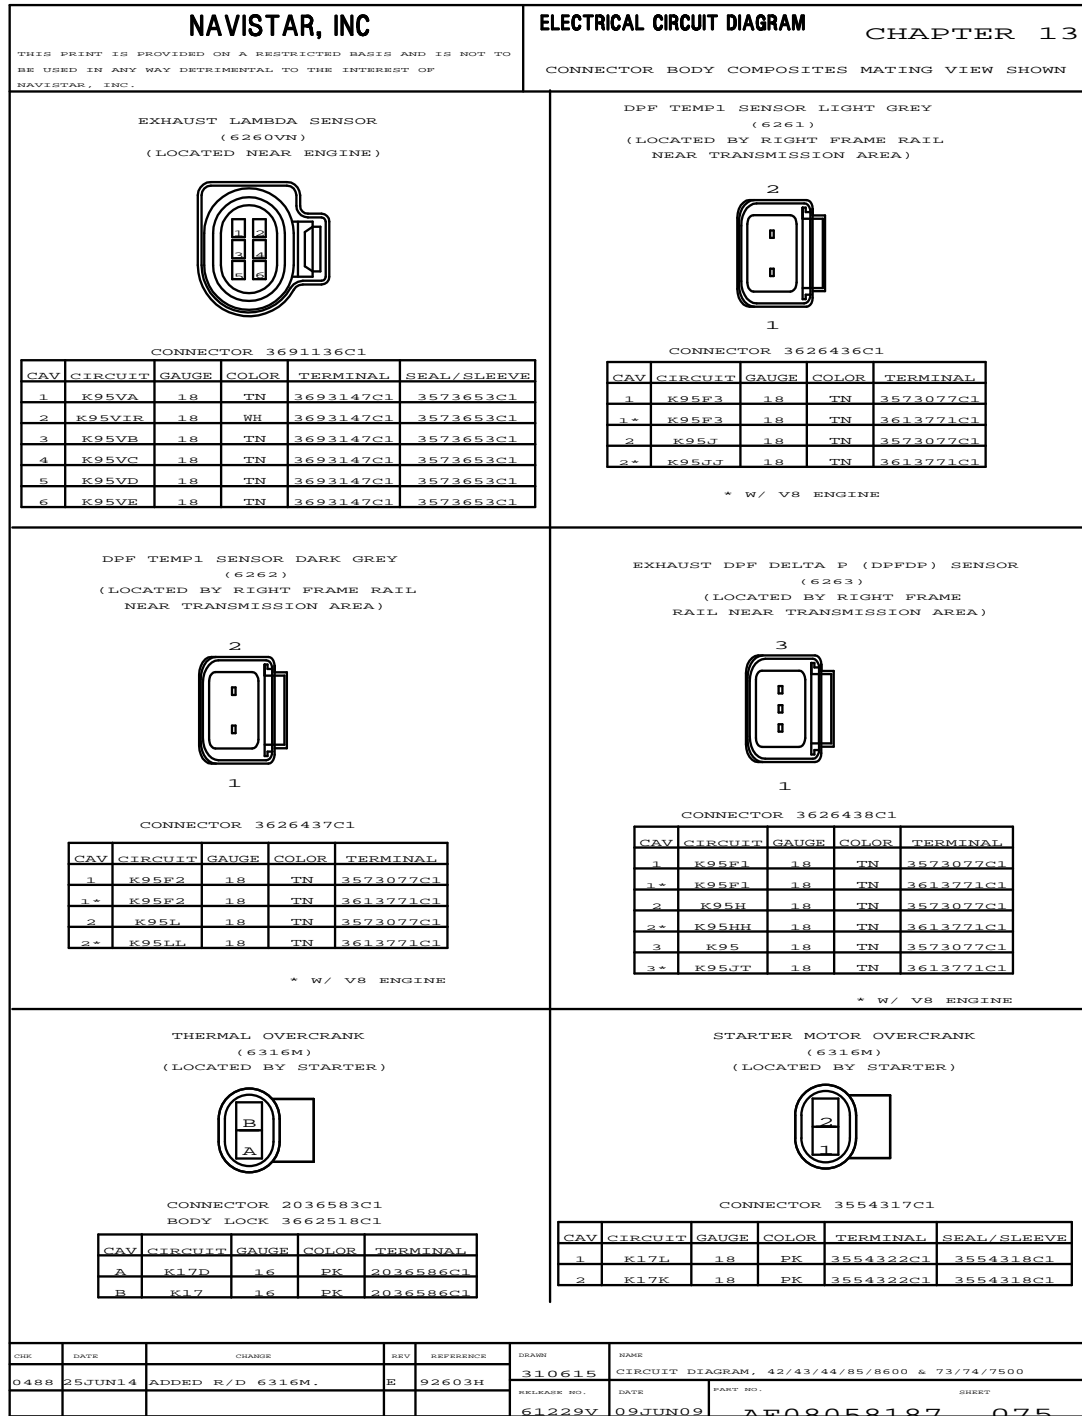 NAVISTAR, INC
THIS PRINT IS PROVIDED ON A RESTRICTED BASIS AND IS NOT TO
BE USED IN ANY WAY DETRIMENTAL TO THE INTEREST OF
NAVISTAR, INC.
ELECTRICAL CIRCUIT DIAGRAM
CHAPTER 13
CONNECTOR BODY COMPOSITES MATING VIEW SHOWN
EXHAUST LAMBDA SENSOR
(6260VN)
(LOCATED NEAR ENGINE)
1 2
3 4
5 6
CONNECTOR 3691136C1
CAV CIRCUIT GAUGE COLOR TERMINAL SEAL/SLEEVE
1 K95VA 18 TN 3693147C1 3573653C1
2 K95VIR 18 WH 3693147C1 3573653C1
3 K95VB 18 TN 3693147C1 3573653C1
4 K95VC 18 TN 3693147C1 3573653C1
5 K95VD 18 TN 3693147C1 3573653C1
6 K95VE 18 TN 3693147C1 3573653C1
DPF TEMP1 SENSOR LIGHT GREY
(6261)
(LOCATED BY RIGHT FRAME RAIL
NEAR TRANSMISSION AREA)
2
1
CONNECTOR 3626436C1
CAV CIRCUIT GAUGE COLOR TERMINAL
1 K95F3 18 TN 3573077C1
1* K95F3 18 TN 3613771C1
2 K95J 18 TN 3573077C1
2* K95JJ 18 TN 3613771C1
* W/ V8 ENGINE
DPF TEMP1 SENSOR DARK GREY
(6262)
(LOCATED BY RIGHT FRAME RAIL
NEAR TRANSMISSION AREA)
2
1
CONNECTOR 3626437C1
CAV CIRCUIT GAUGE COLOR TERMINAL
1 K95F2 18 TN 3573077C1
1* K95F2 18 TN 3613771C1
2 K95L 18 TN 3573077C1
2* K95LL 18 TN 3613771C1
* W/ V8 ENGINE
EXHAUST DPF DELTA P (DPFDP) SENSOR
(6263)
(LOCATED BY RIGHT FRAME
RAIL NEAR TRANSMISSION AREA)
3
1
CONNECTOR 3626438C1
CAV CIRCUIT GAUGE COLOR TERMINAL
1 K95F1 18 TN 3573077C1
1* K95F1 18 TN 3613771C1
2 K95H 18 TN 3573077C1
2* K95HH 18 TN 3613771C1
3 K95 18 TN 3573077C1
3* K95JT 18 TN 3613771C1
* W/ V8 ENGINE
THERMAL OVERCRANK
(6316M)
(LOCATED BY STARTER)
B
A
CONNECTOR 2036583C1
BODY LOCK 3662518C1
CAV CIRCUIT GAUGE COLOR TERMINAL
A K17D 16 PK 2036586C1
B K17 16 PK 2036586C1
STARTER MOTOR OVERCRANK
(6316M)
(LOCATED BY STARTER)
2
1
CONNECTOR 3554317C1
CAV CIRCUIT GAUGE COLOR TERMINAL SEAL/SLEEVE
1 K17L 18 PK 3554322C1 3554318C1
2 K17K 18 PK 3554322C1 3554318C1
CHK DATE CHANGE REV REFERENCE
0488 25JUN14 ADDED R/D 6316M. E 92603H
DRAWN NAME
310615 CIRCUIT DIAGRAM, 42/43/44/85/8600 & 73/74/7500
RELEASE NO. DATE PART NO. SHEET
61229V 09JUN09 AE08058187 075